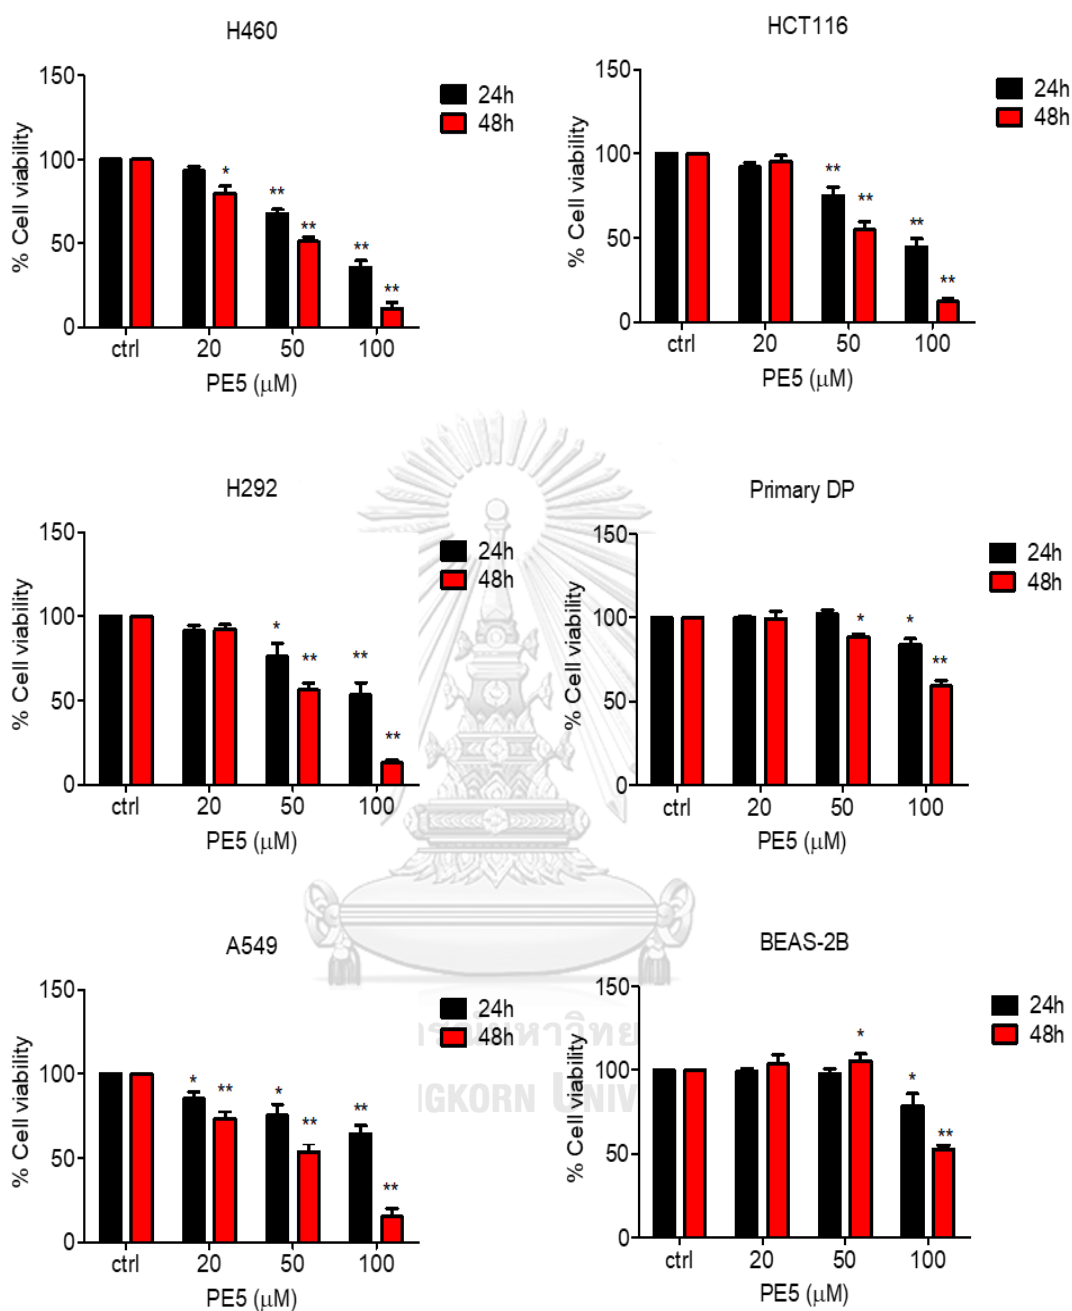 H460
150
100
50
0
% Cell viability
24h
48h
*
**
**
**
**
ctrl 20 50 100
PE5 (μM)
HCT116
150
100
50
0
% Cell viability
24h
48h
**
**
**
**
ctrl 20 50 100
PE5 (μM)
H292
150
100
50
0
% Cell viability
24h
48h
*
**
**
**
ctrl 20 50 100
PE5 (μM)
Primary DP
150
100
50
0
% Cell viability
24h
48h
*
*
**
ctrl 20 50 100
PE5 (μM)
A549
150
100
50
0
% Cell viability
24h
48h
*
**
*
**
**
**
ctrl 20 50 100
PE5 (μM)
BEAS-2B
150
100
50
0
% Cell viability
24h
48h
*
*
**
ctrl 20 50 100
PE5 (μM)